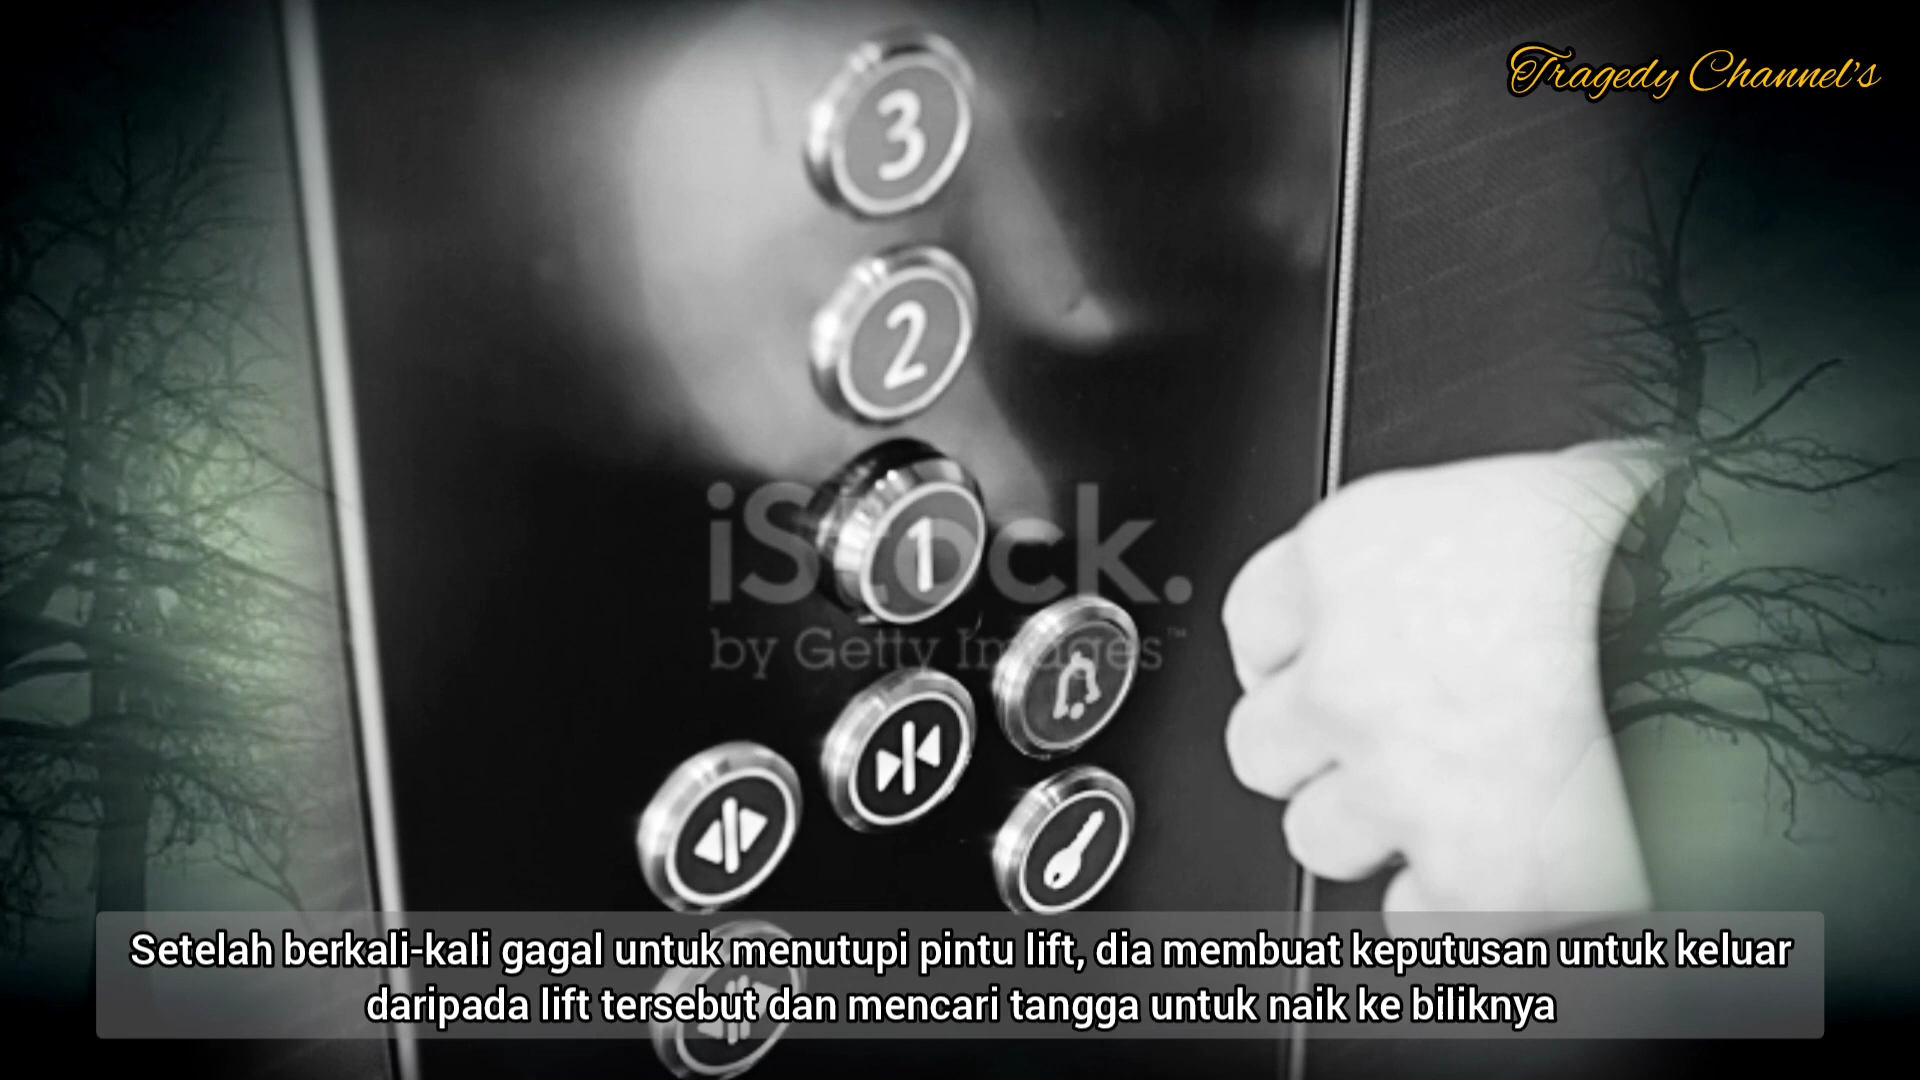 Tragedy Channel's
3
2
1
iStock.
by Getty Images™
Setelah berkali-kali gagal untuk menutupi pintu lift, dia membuat keputusan untuk keluar
daripada lift tersebut dan mencari tangga untuk naik ke biliknya